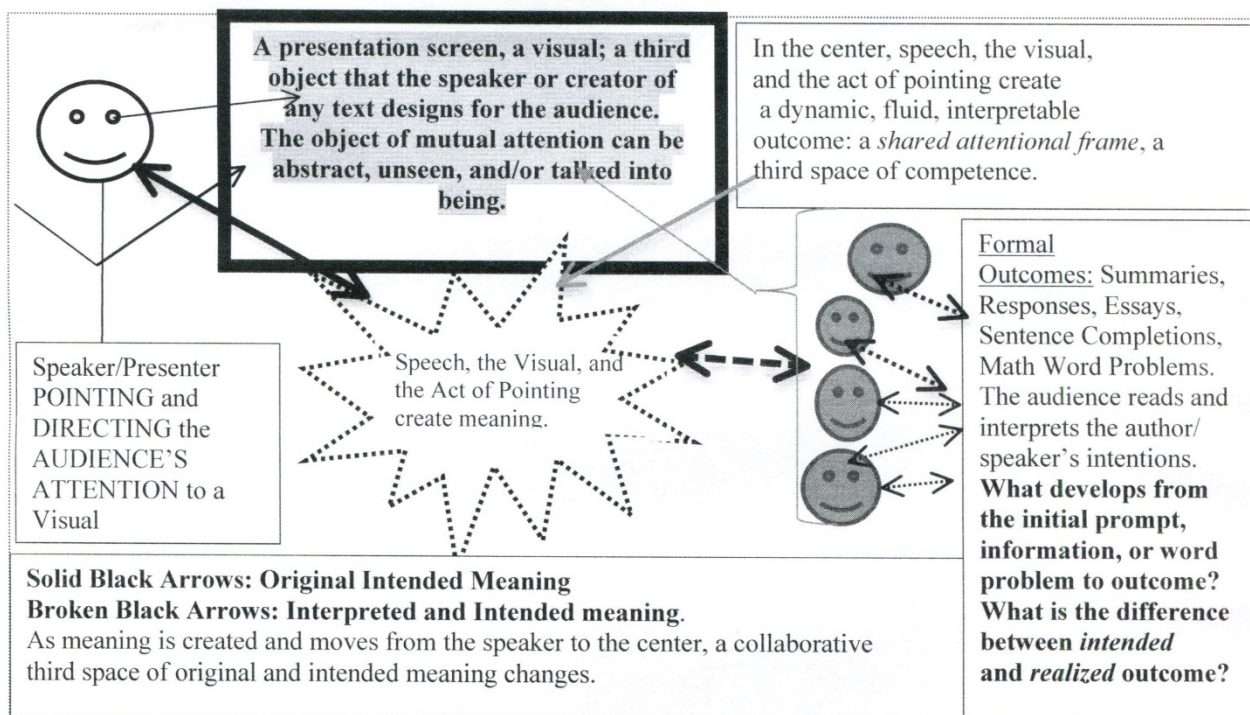 A presentation screen, a visual; a third
object that the speaker or creator of
any text designs for the audience.
The object of mutual attention can be
abstract, unseen, and/or talked into
being.
In the center, speech, the visual,
and the act of pointing create
a dynamic, fluid, interpretable
outcome: a shared attentional frame, a
third space of competence.
Speaker/Presenter
POINTING and
DIRECTING the
AUDIENCE'S
ATTENTION to a
Visual
Speech, the Visual, and
the Act of Pointing
create meaning.
Formal
Outcomes: Summaries,
Responses, Essays,
Sentence Completions,
Math Word Problems.
The audience reads and
interprets the author/
speaker's intentions.
What develops from
the initial prompt,
information, or word
problem to outcome?
What is the difference
between intended
and realized outcome?
Solid Black Arrows: Original Intended Meaning
Broken Black Arrows: Interpreted and Intended meaning.
As meaning is created and moves from the speaker to the center, a collaborative
third space of original and intended meaning changes.